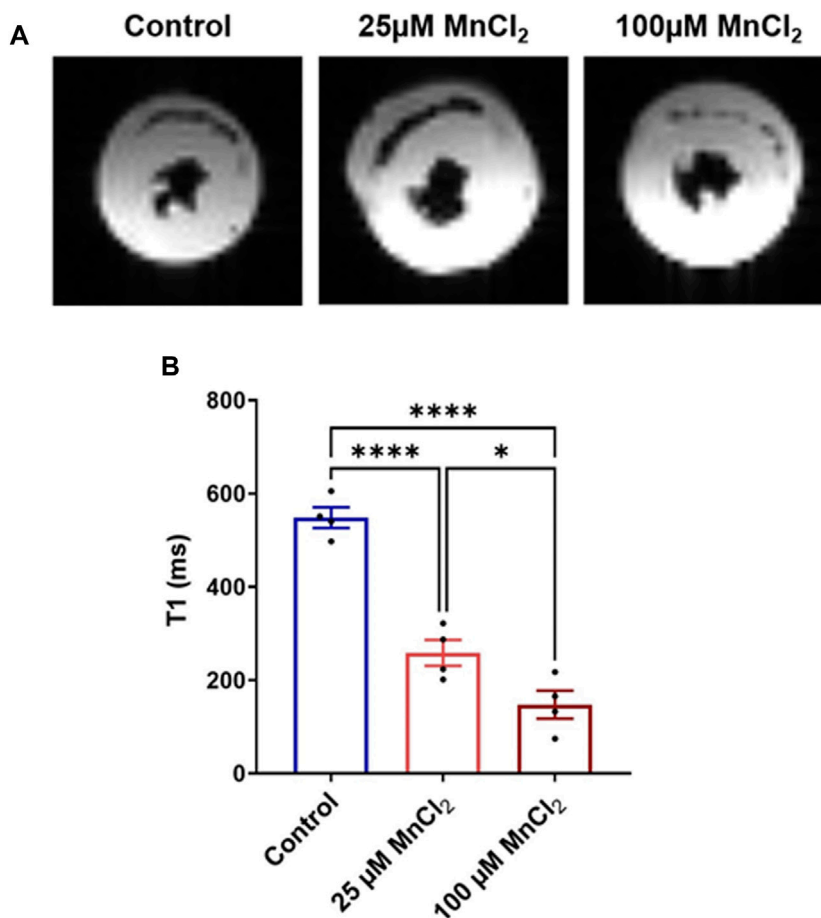 A
Control
25µM MnCl₂
100µM MnCl₂
B
800
600
400
200
0
T1 (ms)
****
****
*
Control
25 µM MnCl₂
100 µM MnCl₂